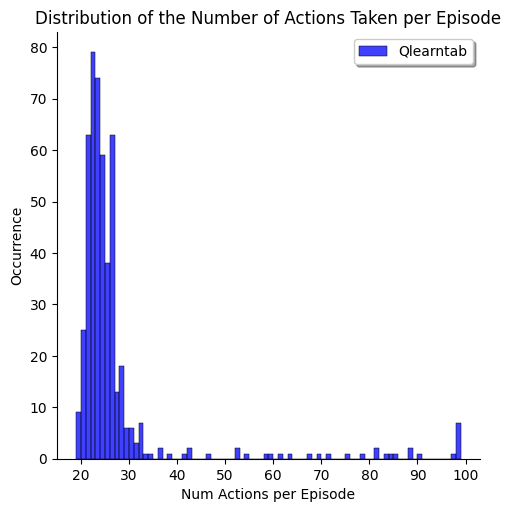 Distribution of the Number of Actions Taken per Episode
Qlearntab
80
70
60
50
40
30
20
10
0
Occurrence
20 30 40 50 60 70 80 90 100
Num Actions per Episode